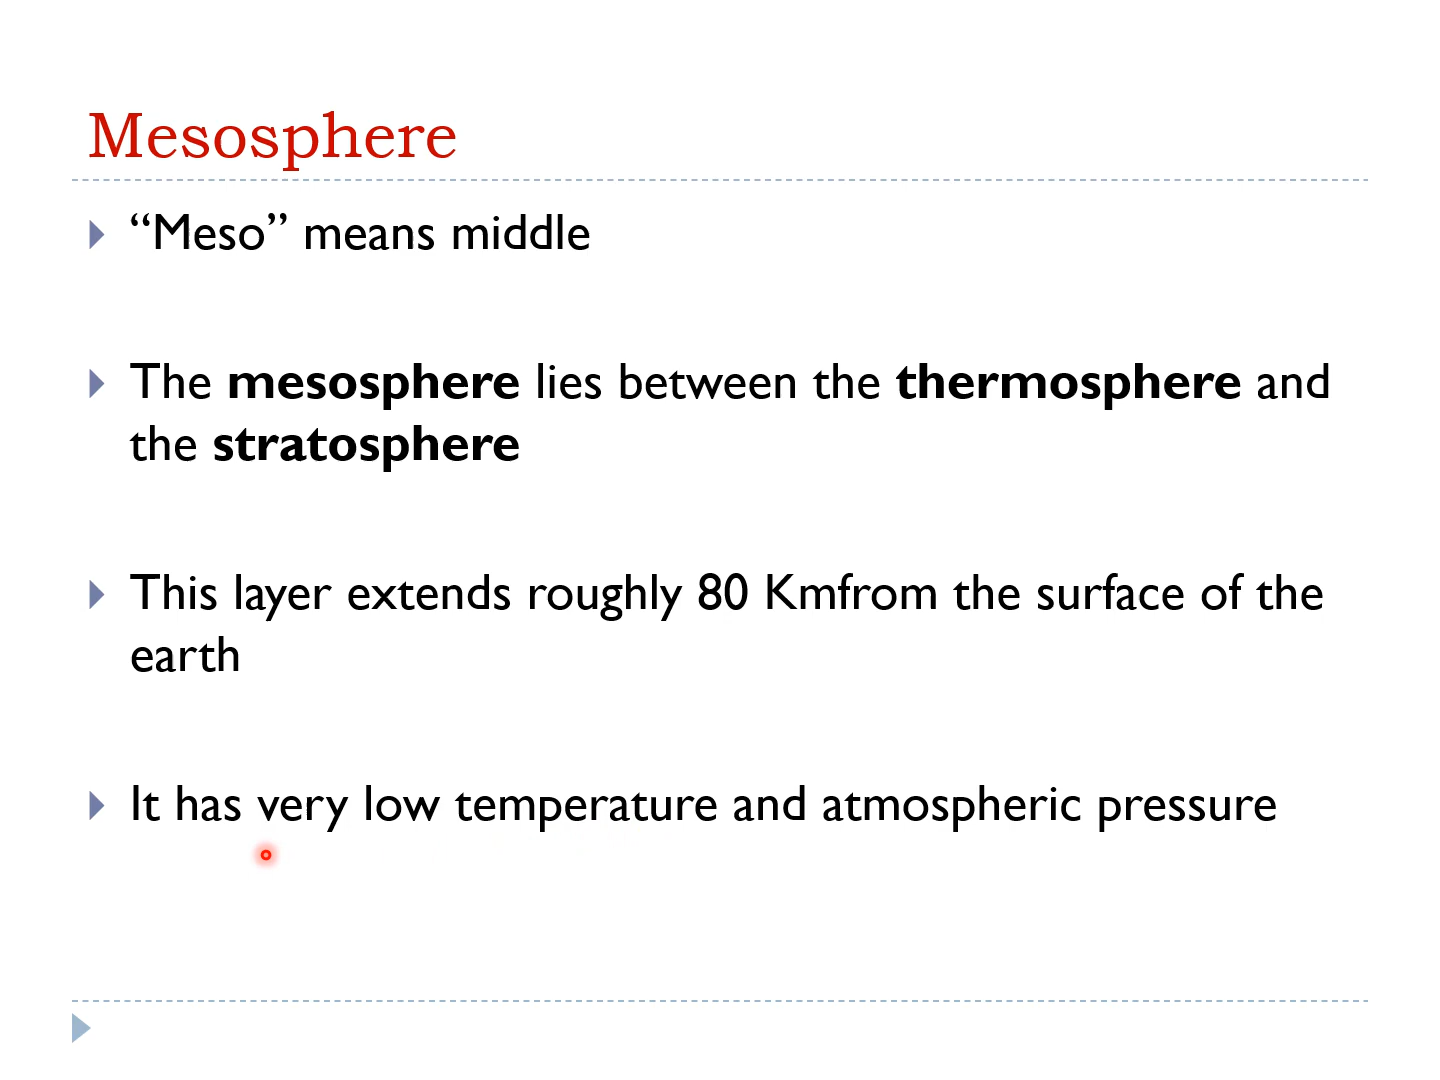 Mesosphere
“Meso” means middle
The mesosphere lies between the thermosphere and
the stratosphere
This layer extends roughly 80 Kmfrom the surface of the
earth
It has very low temperature and atmospheric pressure